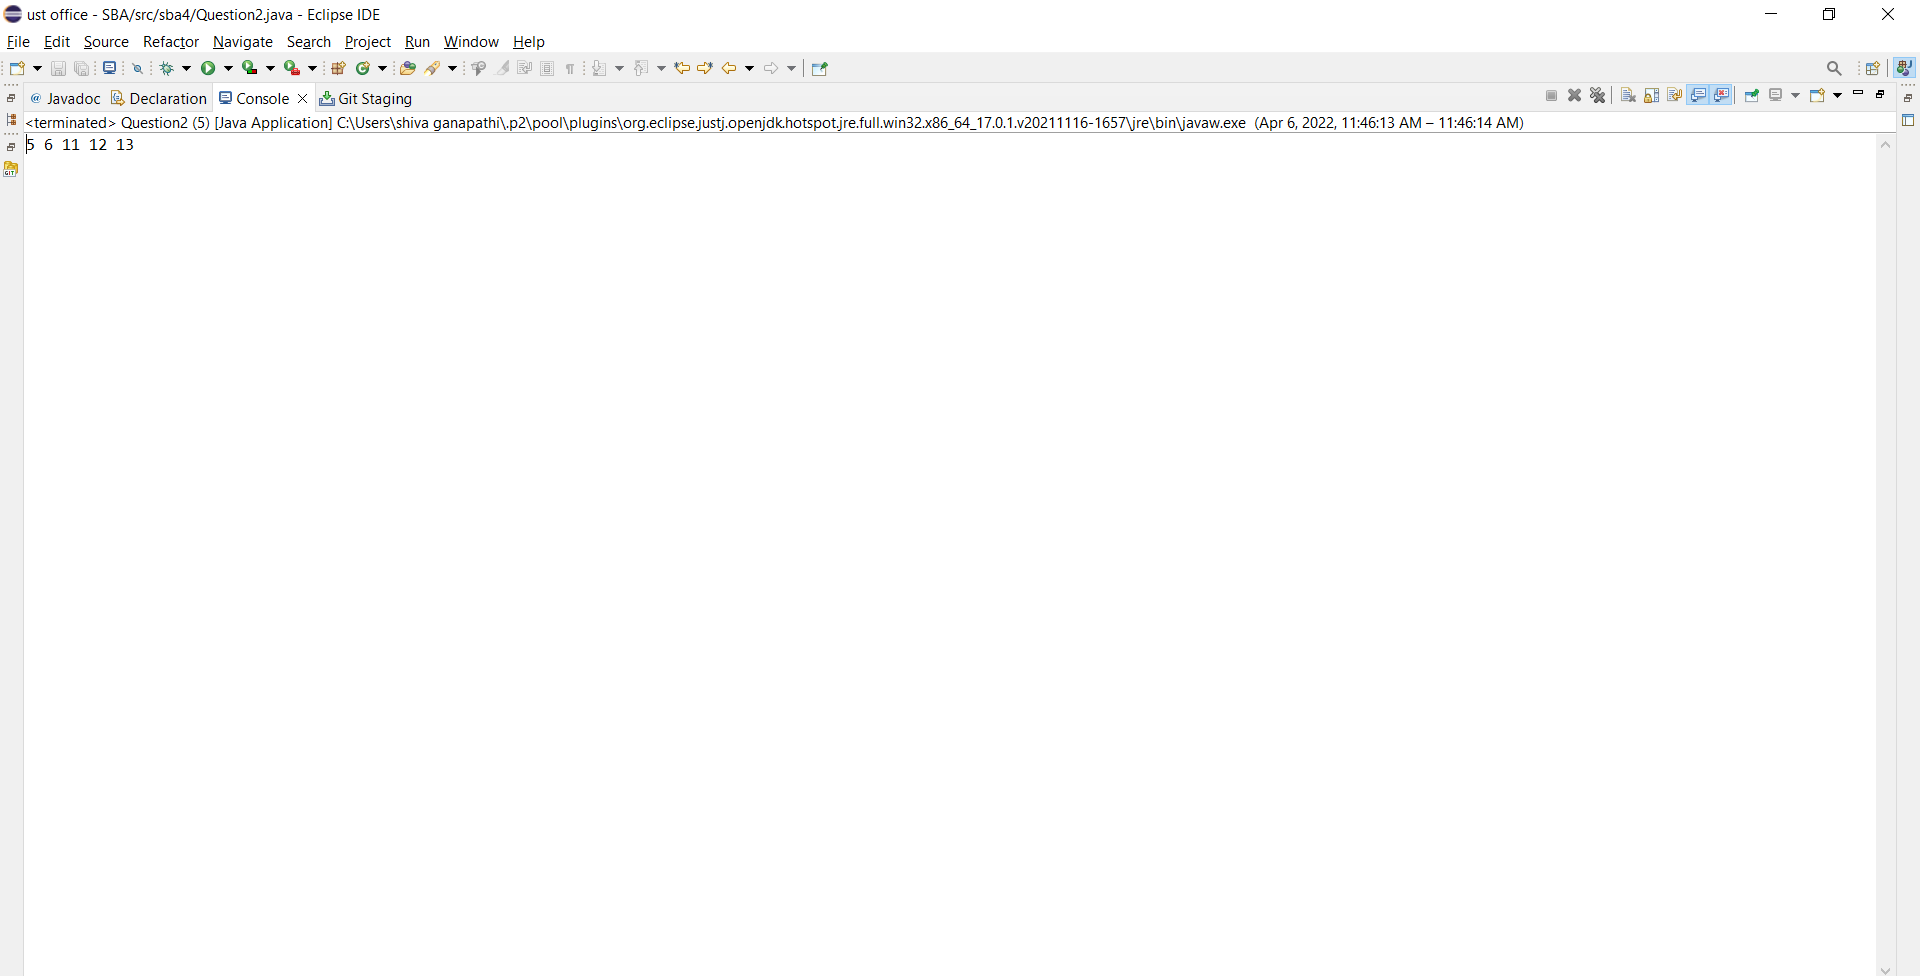 ust office - SBA/src/sba4/Question2.java - Eclipse IDE
File Edit Source Refactor Navigate Search Project Run Window Help
@ Javadoc Declaration Console Git Staging
<terminated> Question2 (5) [Java Application] C:\Users\shiva ganapathi\.p2\pool\plugins\org.eclipse.justj.openjdk.hotspot.jre.full.win32.x86_64_17.0.1.v20211116-1657\jre\bin\javaw.exe (Apr 6, 2022, 11:46:13 AM – 11:46:14 AM)
5 6 11 12 13
GIT